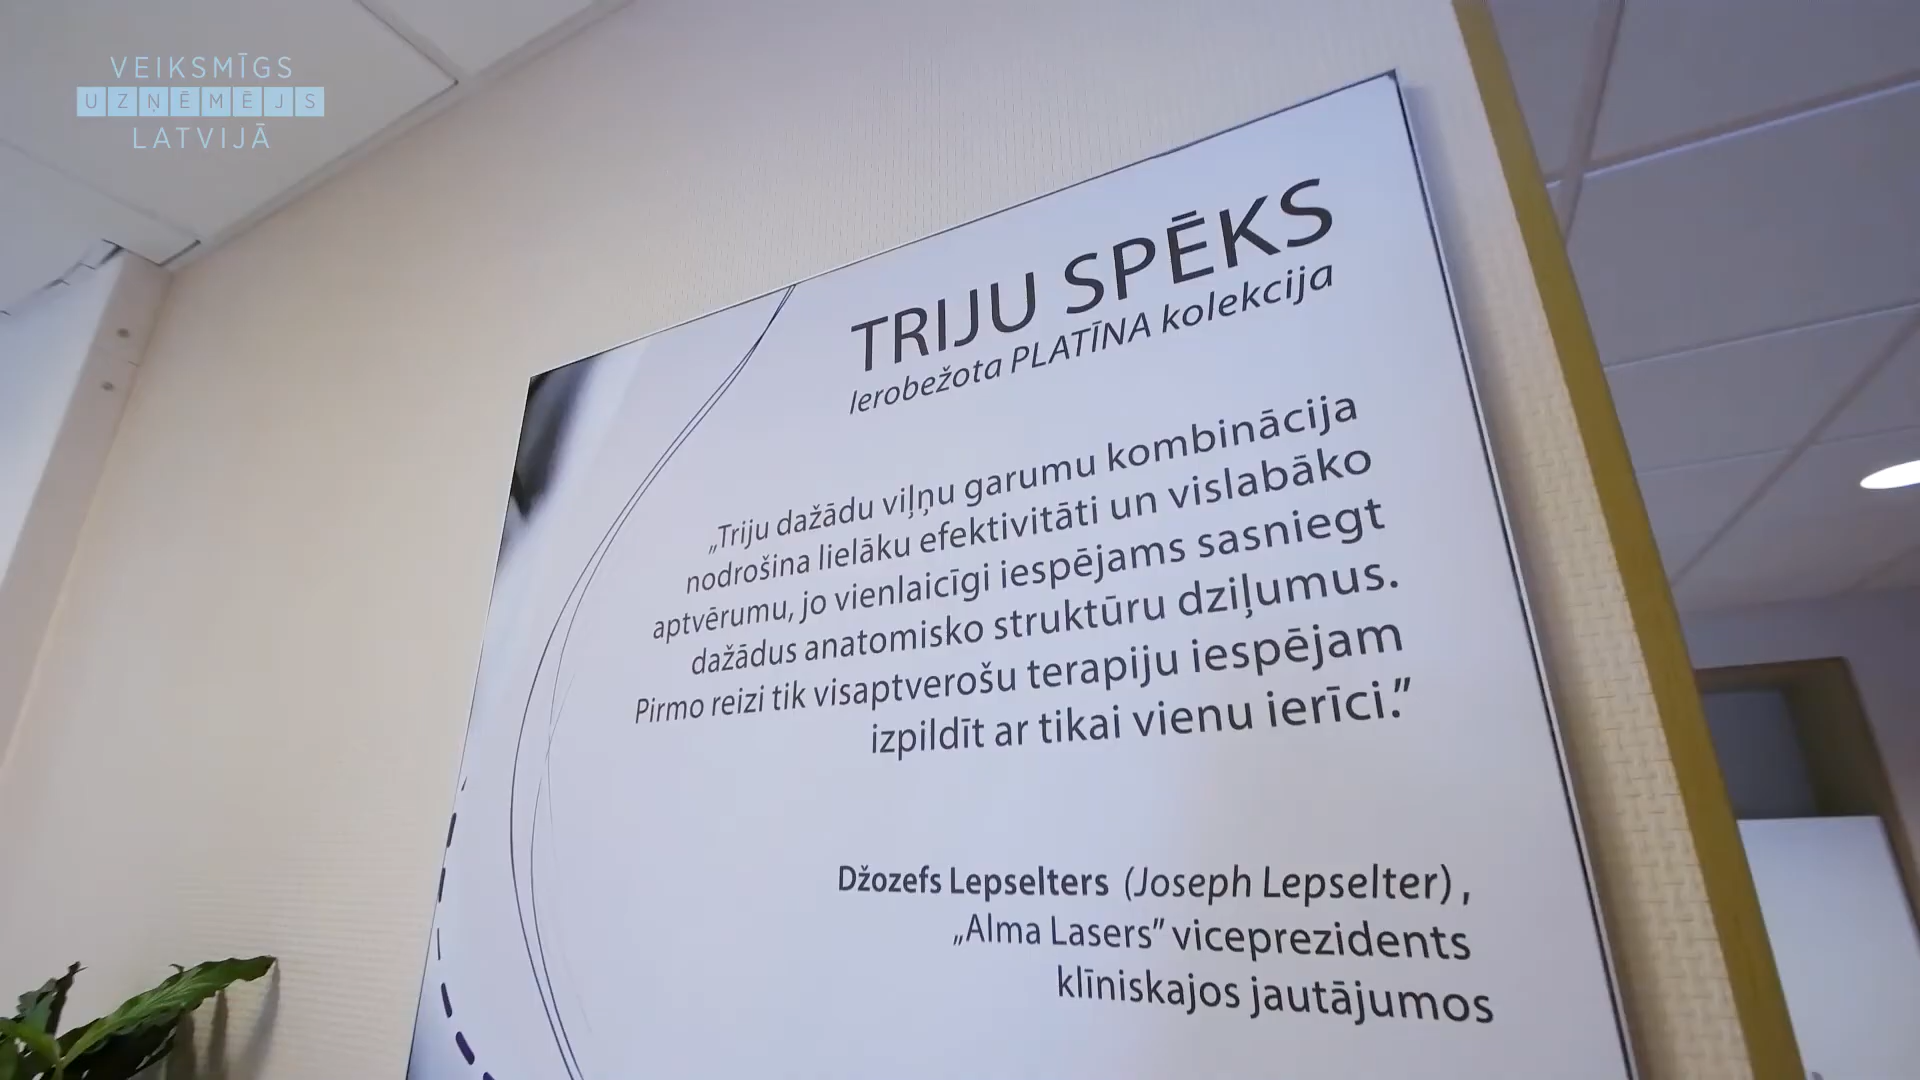 VEIKSMĪGS
UZŅĒMĒJS
LATVIJĀ
TRIJU SPĒKS
Ierobežota PLATĪNA kolekcija
„Triju dažādu viļņu garumu kombinācija
nodrošina lielāku efektivitāti un vislabāko
aptvērumu, jo vienlaicīgi iespējams sasniegt
dažādus anatomisko struktūru dziļumus.
Pirmo reizi tik visaptverošu terapiju iespējam
izpildīt ar tikai vienu ierīci.”
Džozefs Lepselters (Joseph Lepselter) ,
„Alma Lasers” viceprezidents
klīniskajos jautājumos